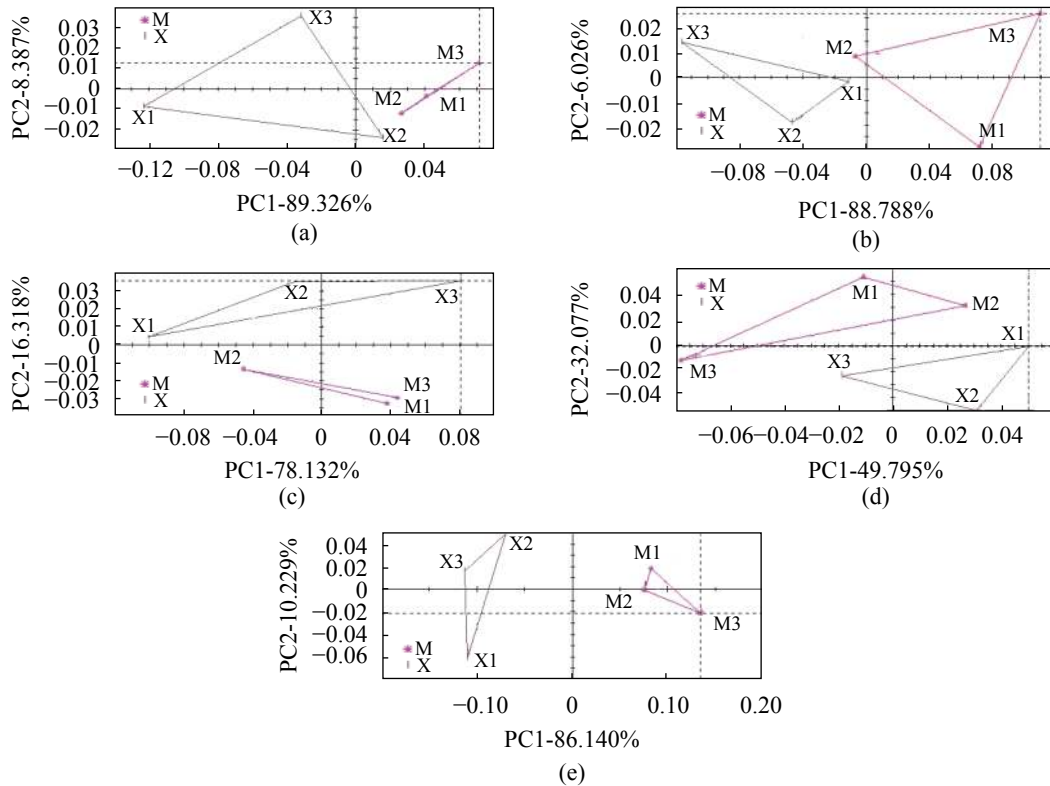 PC2-8.387%
0.03
0.02
0.01
0
−0.01
−0.02
M
X
X3
M3
X1
M2
M1
X2
−0.12 −0.04 0 0.04
PC1-89.326%
(a)
PC2-6.026%
0.03
0.02
0.01
0
−0.01
−0.02
X3
M2
M3
X1
X2
M1
M
X
−0.08 −0.04 0 0.04 0.08
PC1-88.788%
(b)
PC2-16.318%
0.03
0.02
0.01
0
−0.01
−0.02
−0.03
X2
X3
X1
M2
M3
M1
M
X
−0.08 −0.04 0 0.04 0.08
PC1-78.132%
(c)
PC2-32.077%
0.04
0.02
0
−0.02
−0.04
M
X
M1
M2
X1
M3
X3
X2
−0.06 −0.04 −0.02 0 0.02 0.04
PC1-49.795%
(d)
PC2-10.229%
0.04
0.02
0
−0.02
−0.04
−0.06
X2
X3
M1
M2
M3
X1
M
X
−0.10 0 0.10 0.20
PC1-86.140%
(e)